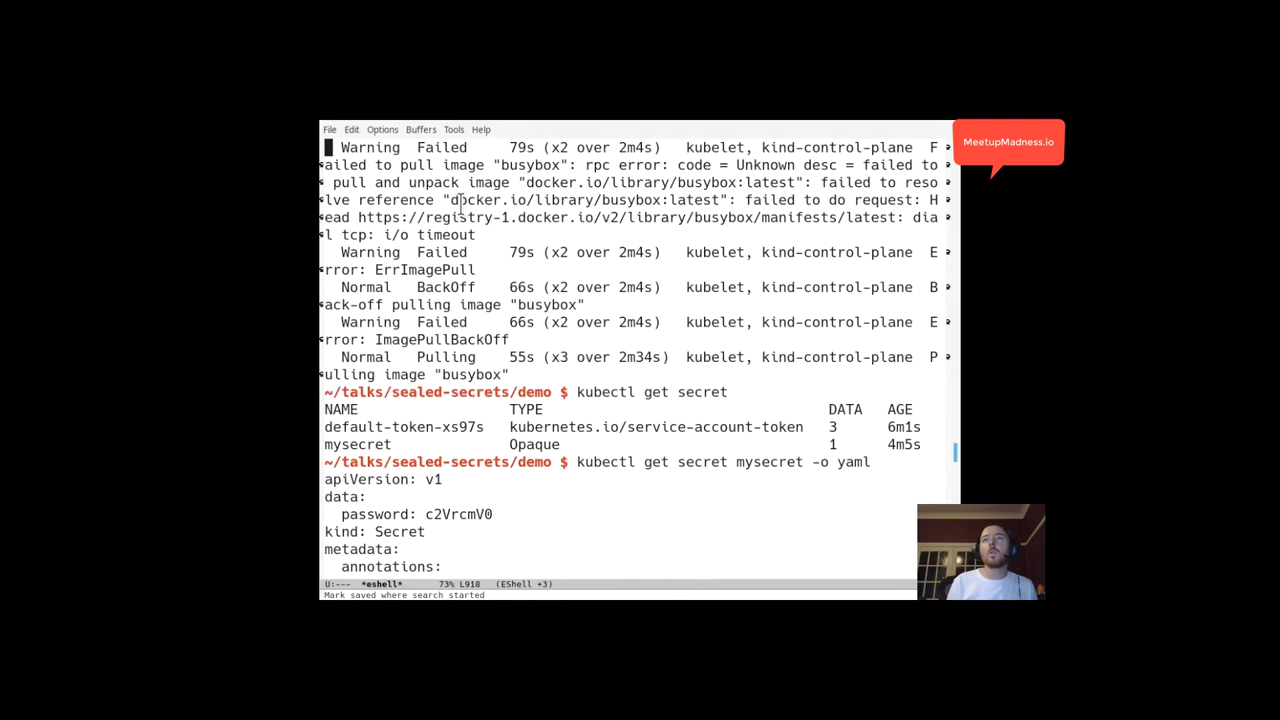 File Edit Options Buffers Tools Help
MeetupMadness.io
Warning Failed 79s (x2 over 2m4s) kubelet, kind-control-plane F
ailed to pull image "busybox": rpc error: code = Unknown desc = failed to
pull and unpack image "docker.io/library/busybox:latest": failed to reso
lve reference "docker.io/library/busybox:latest": failed to do request: H
ead https://registry-1.docker.io/v2/library/busybox/manifests/latest: dia
l tcp: i/o timeout
Warning Failed 79s (x2 over 2m4s) kubelet, kind-control-plane E
rror: ErrImagePull
Normal BackOff 66s (x2 over 2m4s) kubelet, kind-control-plane B
ack-off pulling image "busybox"
Warning Failed 66s (x2 over 2m4s) kubelet, kind-control-plane E
rror: ImagePullBackOff
Normal Pulling 55s (x3 over 2m34s) kubelet, kind-control-plane P
ulling image "busybox"
~/talks/sealed-secrets/demo $ kubectl get secret
NAME TYPE DATA AGE
default-token-xs97s kubernetes.io/service-account-token 3 6m1s
mysecret Opaque 1 4m5s
~/talks/sealed-secrets/demo $ kubectl get secret mysecret -o yaml
apiVersion: v1
data:
password: c2VrcmV0
kind: Secret
metadata:
annotations:
U:--- *eshell* 73% L918 (EShell +3)
Mark saved where search started